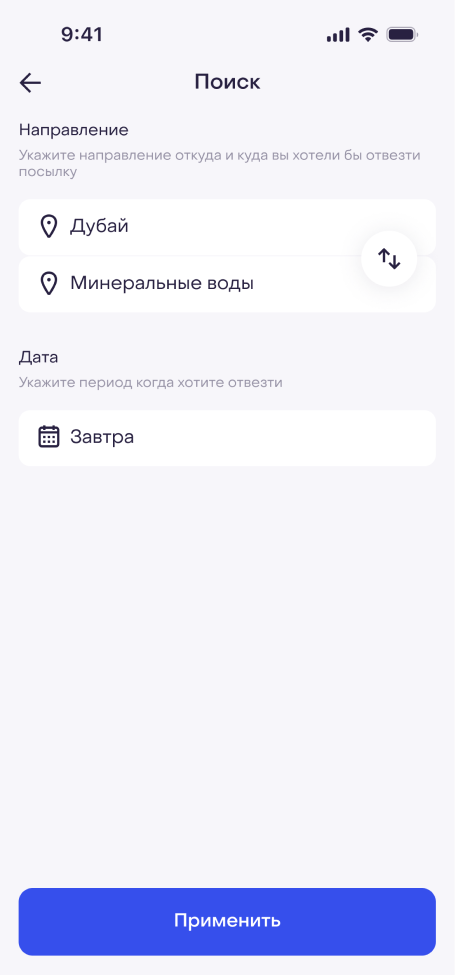 9:41
Поиск
Направление
Укажите направление откуда и куда вы хотели бы отвезти
посылку
Дубай
Минеральные воды
Дата
Укажите период когда хотите отвезти
Завтра
Применить